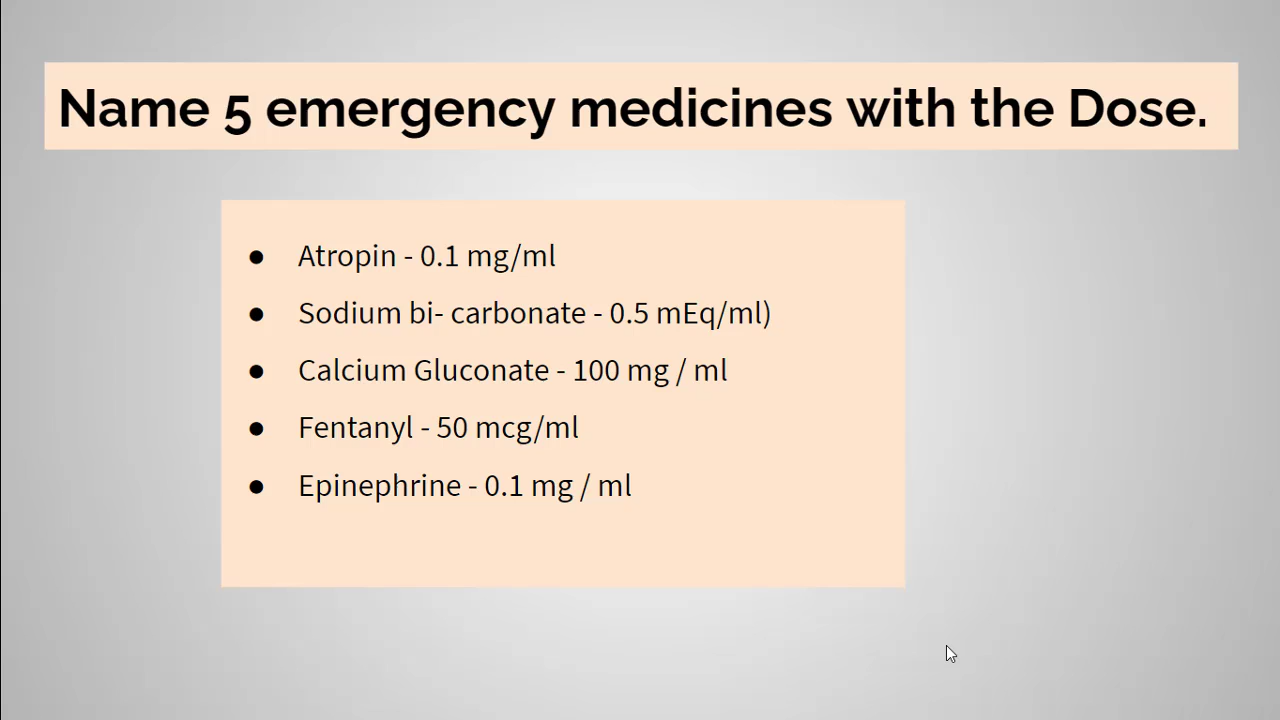 Name 5 emergency medicines with the Dose.
● Atropin - 0.1 mg/ml
● Sodium bi- carbonate - 0.5 mEq/ml)
● Calcium Gluconate - 100 mg / ml
● Fentanyl - 50 mcg/ml
● Epinephrine - 0.1 mg / ml